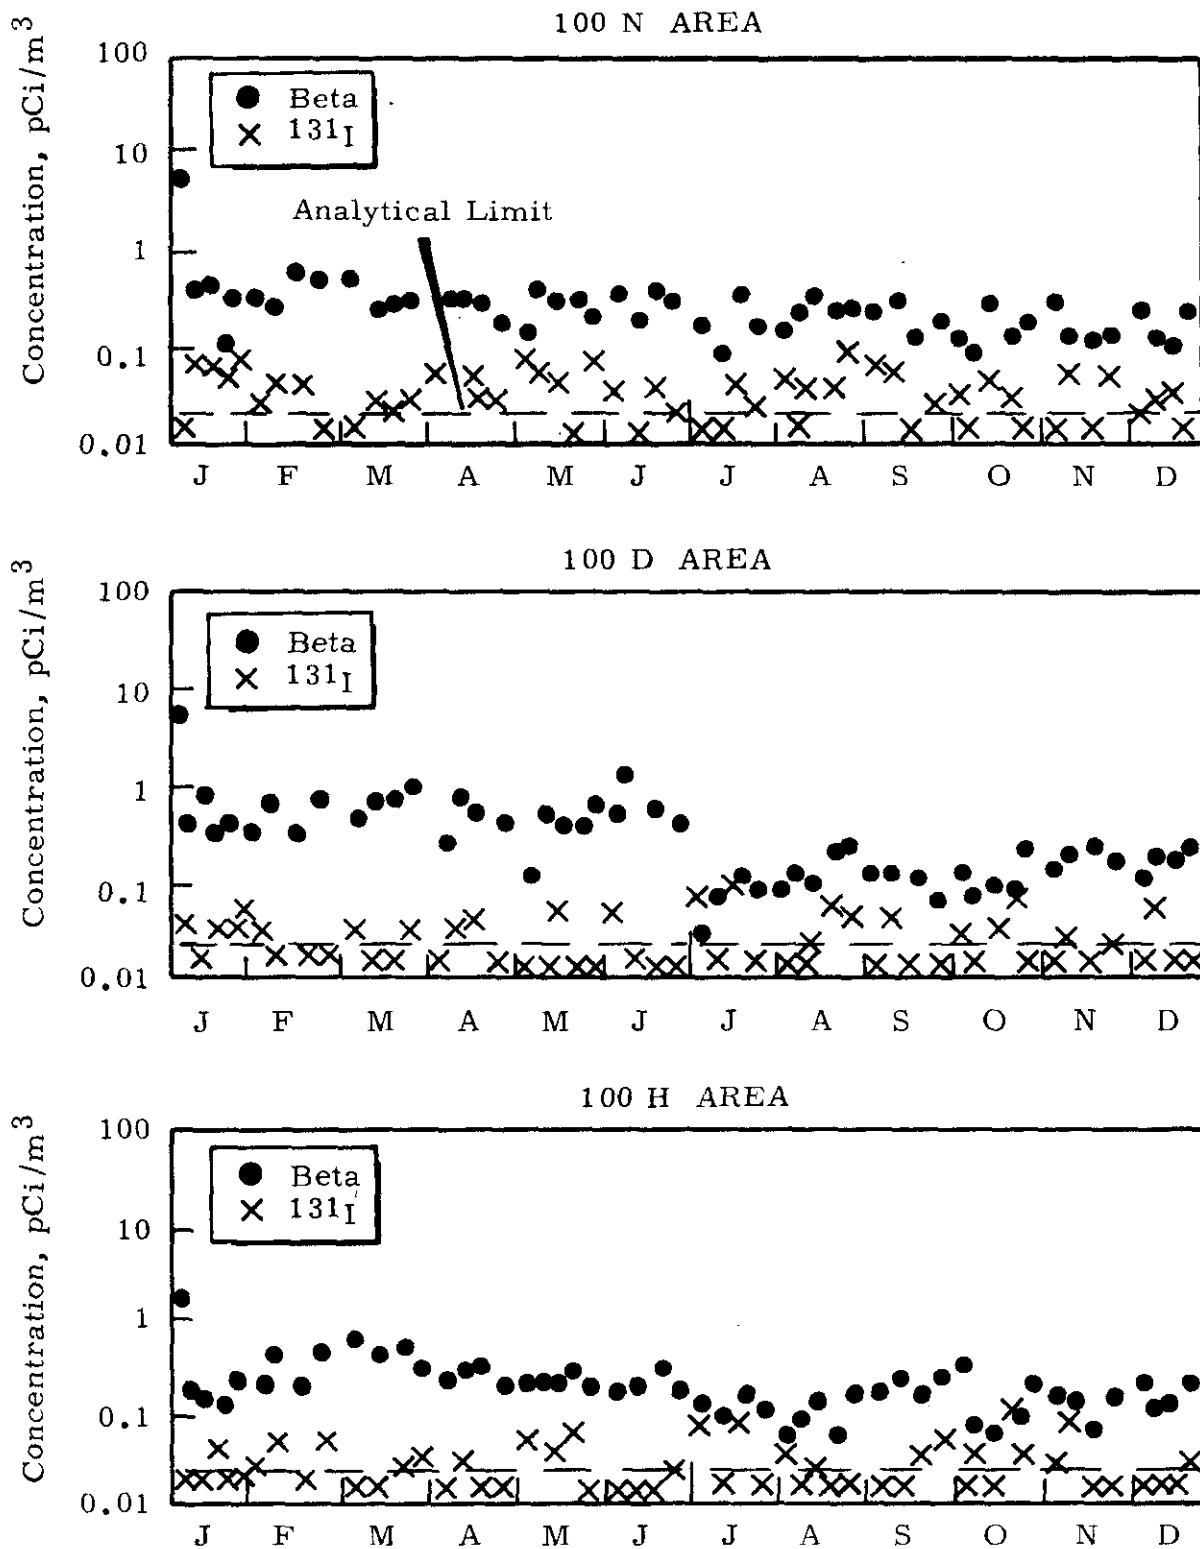 100 N AREA
Concentration, pCi/m³
100
10
1
0.1
0.01
Beta
¹³¹I
Analytical Limit
J F M A M J J A S O N D
100 D AREA
Concentration, pCi/m³
100
10
1
0.1
0.01
Beta
¹³¹I
J F M A M J J A S O N D
100 H AREA
Concentration, pCi/m³
100
10
1
0.1
0.01
Beta
¹³¹I
J F M A M J J A S O N D